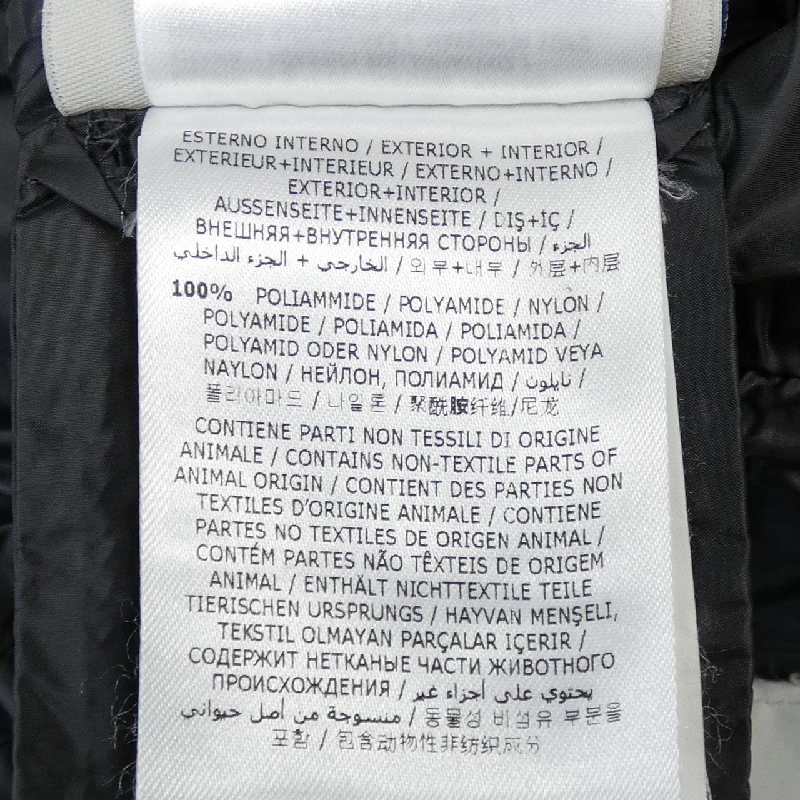 ESTERNO INTERNO / EXTERIOR + INTERIOR /
EXTERIEUR+INTERIEUR / EXTERNO+INTERNO /
EXTERIOR+INTERIOR /
AUSSENSEITE+INNENSEITE / DIŞ+İÇ /
ВНЕШНЯЯ+ВНУТРЕННЯЯ СТОРОНЫ / الجزء
الخارجي + الجزء الداخلي / 외부+내부 / 外层+内层
100% POLIAMMIDE / POLYAMIDE / NYLON /
POLYAMIDE / POLIAMIDA / POLIAMIDA /
POLYAMID ODER NYLON / POLYAMID VEYA
NAYLON / НЕЙЛОН, ПОЛИАМИД / نايلون /
폴리아마드 / 나일론 / 聚酰胺纤维/尼龙
CONTIENE PARTI NON TESSILI DI ORIGINE
ANIMALE / CONTAINS NON-TEXTILE PARTS OF
ANIMAL ORIGIN / CONTIENT DES PARTIES NON
TEXTILES D'ORIGINE ANIMALE / CONTIENE
PARTES NO TEXTILES DE ORIGEN ANIMAL /
CONTÉM PARTES NÃO TÊXTEIS DE ORIGEM
ANIMAL / ENTHÄLT NICHTTEXTILE TEILE
TIERISCHEN URSPRUNGS / HAYVAN MENŞELİ,
TEKSTIL OLMAYAN PARÇALAR IÇERIR /
СОДЕРЖИТ НЕТКАНЫЕ ЧАСТИ ЖИВОТНОГО
ПРОИСХОЖДЕНИЯ / يحتوي على أجزاء غير
منسوجة من أصل حيواني / 동물성 비섬유 부분을
포함 / 包含动物性非纺织成分